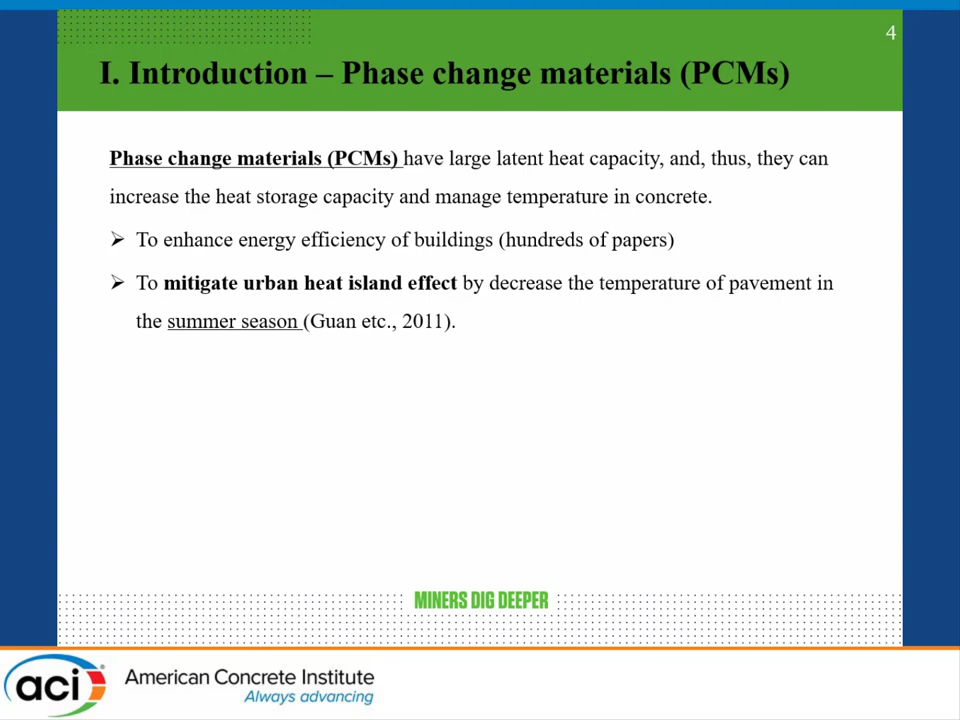 4
I. Introduction – Phase change materials (PCMs)
Phase change materials (PCMs) have large latent heat capacity, and, thus, they can
increase the heat storage capacity and manage temperature in concrete.
➢ To enhance energy efficiency of buildings (hundreds of papers)
➢ To mitigate urban heat island effect by decrease the temperature of pavement in
the summer season (Guan etc., 2011).
MINERS DIG DEEPER
aci
American Concrete Institute
Always advancing